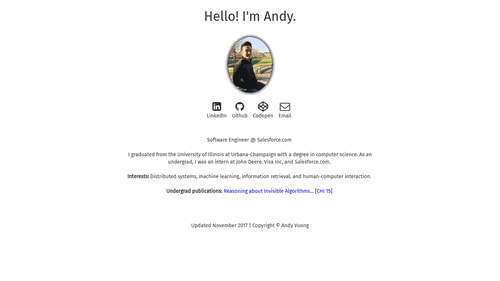 Hello! I'm Andy.
LinkedIn Github Codepen Email
Software Engineer @ Salesforce.com
I graduated from the University of Illinois at Urbana-Champaign with a degree in computer science. As an
undergrad, I was an intern at John Deere, Visa Inc, and Salesforce.com.
Interests: Distributed systems, machine learning, information retrieval, and human-computer interaction.
Undergrad publications: Reasoning about Invisible Algorithms... [CHI '15]
Updated November 2017 | Copyright © Andy Vuong